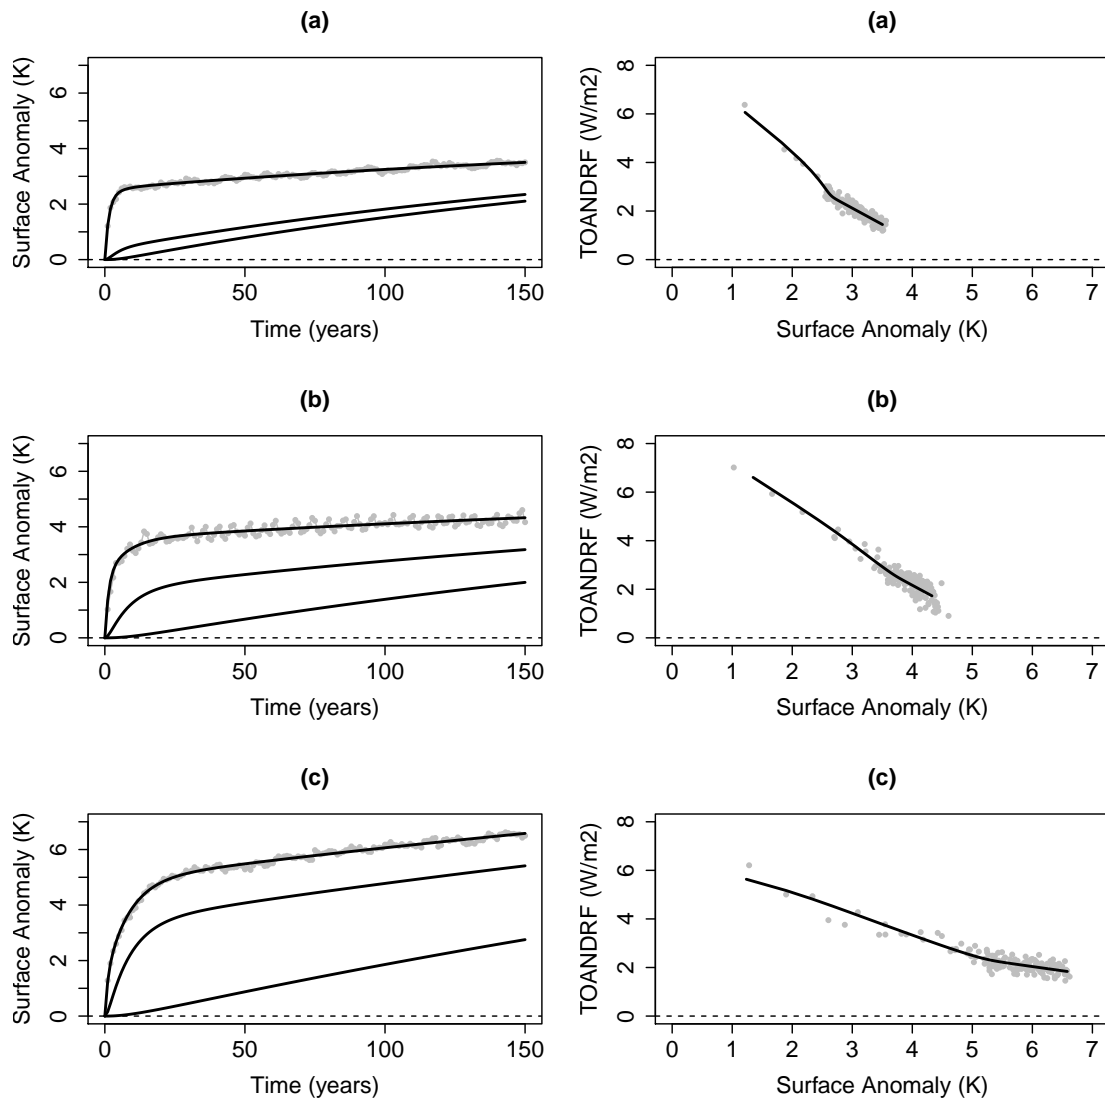 (a)
Surface Anomaly (K)
0 2 4 6
0 50 100 150
Time (years)
(a)
TOANDRF (W/m2)
0 2 4 6 8
0 1 2 3 4 5 6 7
Surface Anomaly (K)
(b)
Surface Anomaly (K)
0 2 4 6
0 50 100 150
Time (years)
(b)
TOANDRF (W/m2)
0 2 4 6 8
0 1 2 3 4 5 6 7
Surface Anomaly (K)
(c)
Surface Anomaly (K)
0 2 4 6
0 50 100 150
Time (years)
(c)
TOANDRF (W/m2)
0 2 4 6 8
0 1 2 3 4 5 6 7
Surface Anomaly (K)